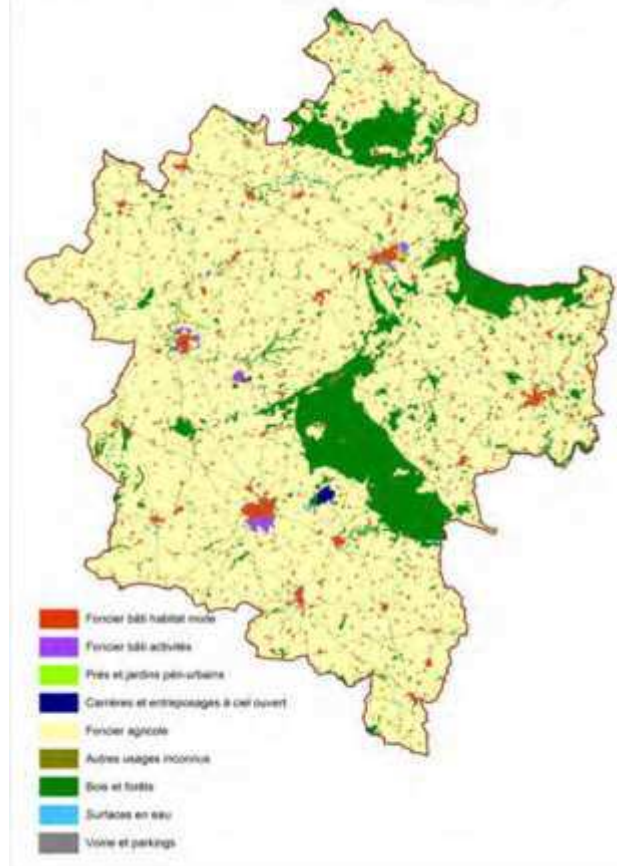 Foncier bâti habitat mixte
Foncier bâti activités
Prés et jardins péri-urbains
Carrières et entreposages à ciel ouvert
Foncier agricole
Autres usages inconnus
Bois et forêts
Surfaces en eau
Voirie et parkings